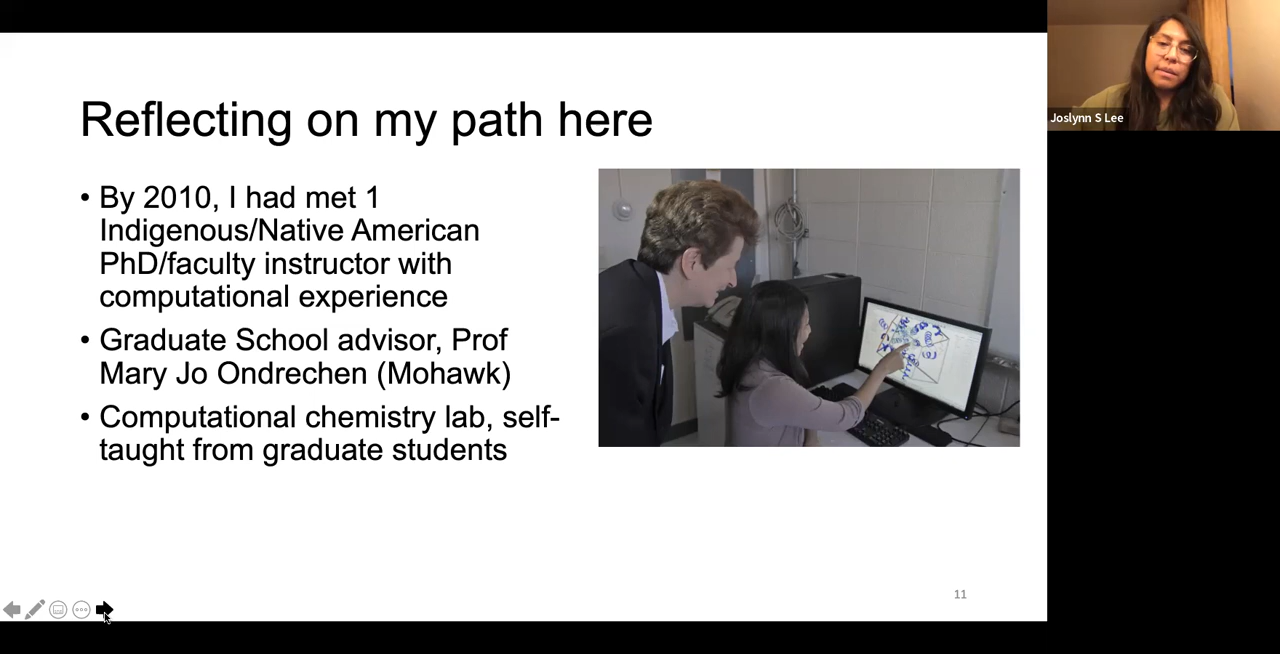 Reflecting on my path here
• By 2010, I had met 1
Indigenous/Native American
PhD/faculty instructor with
computational experience
• Graduate School advisor, Prof
Mary Jo Ondrechen (Mohawk)
• Computational chemistry lab, self-
taught from graduate students
11
Joslynn S Lee